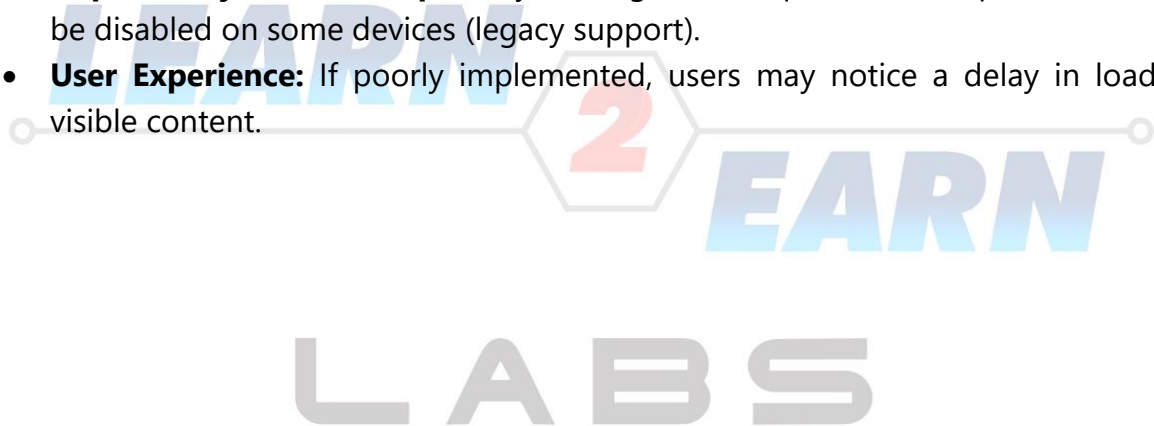 be disabled on some devices (legacy support).
• User Experience: If poorly implemented, users may notice a delay in load
visible content.
LEARN
2
EARN
LABS